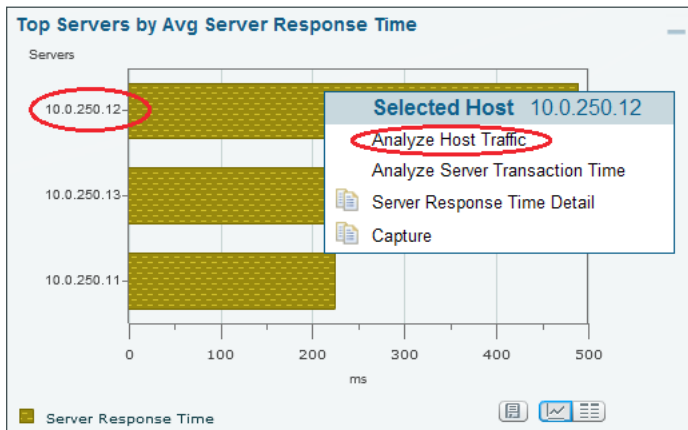 Top Servers by Avg Server Response Time
Servers
10.0.250.12
Selected Host 10.0.250.12
Analyze Host Traffic
Analyze Server Transaction Time
10.0.250.13
Server Response Time Detail
Capture
10.0.250.11
0 100 200 300 400 500
ms
Server Response Time